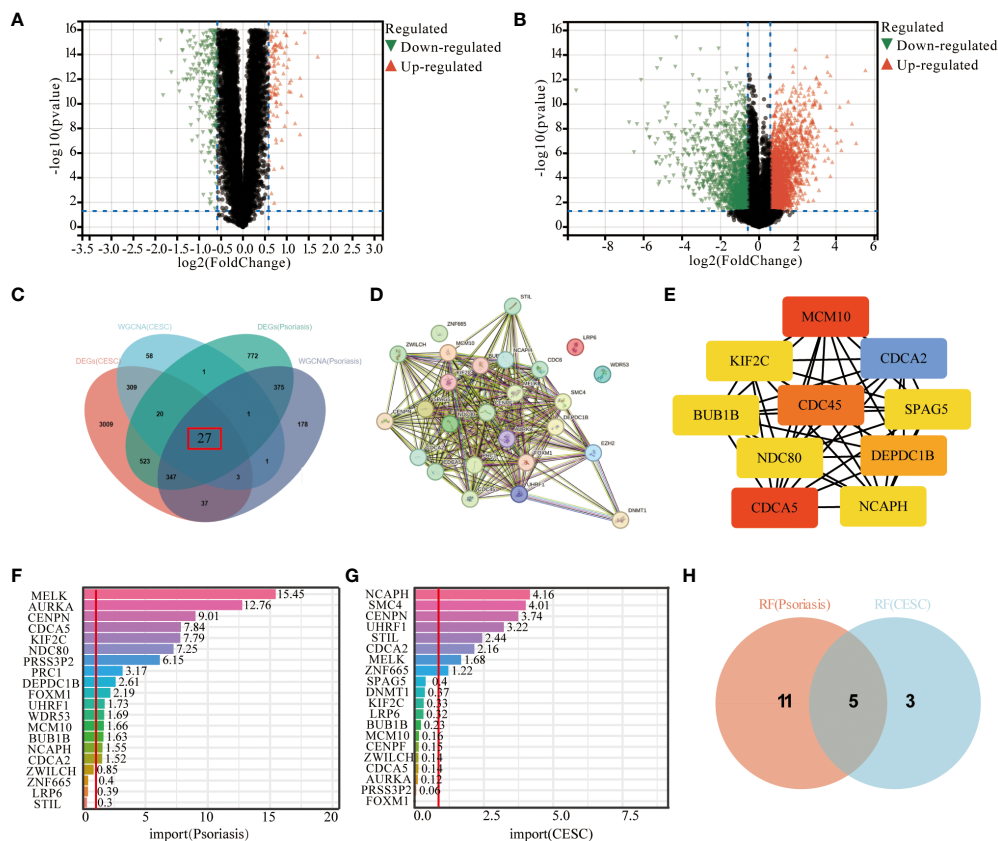 A
16
14
12
10
8
6
4
2
0
-log10(pvalue)
-3.5 -3.0 -2.5 -2.0 -1.5 -1.0 -0.5 0.0 0.5 1.0 1.5 2.0 2.5 3.0
log2(FoldChange)
Regulated
Down-regulated
Up-regulated
B
16
14
12
10
8
6
4
2
0
-log10(pvalue)
-8 -6 -4 -2 0 2 4 6
log2(FoldChange)
Regulated
Down-regulated
Up-regulated
C
WGCNA(CESC)
DEGs(Psoriasis)
DEGs(CESC)
WGCNA(Psoriasis)
58
772
1
309
375
3009
20
1
178
27
523
1
347
3
37
D
STIL
ZNF665
LRP6
ZWILCH
MCM10
NCAPH
CDC6
WDR53
MELK
SMC4
DEPDC1B
EZH2
FOXM1
UHRF1
DNMT1
E
MCM10
KIF2C
CDCA2
BUB1B
CDC45
SPAG5
NDC80
DEPDC1B
CDCA5
NCAPH
F
MELK 15.45
AURKA 12.76
CENPN 9.01
CDCA5 7.84
KIF2C 7.79
NDC80 7.25
PRSS3P2 6.15
PRC1 3.17
DEPDC1B 2.61
FOXM1 2.19
UHRF1 1.73
WDR53 1.69
MCM10 1.66
BUB1B 1.63
NCAPH 1.55
CDCA2 1.52
ZWILCH 0.85
ZNF665 0.4
LRP6 0.39
STIL 0.3
0 5 10 15 20
import(Psoriasis)
G
NCAPH 4.16
SMC4 4.01
CENPN 3.74
UHRF1 3.22
STIL 2.44
CDCA2 2.16
MELK 1.68
ZNF665 1.22
SPAG5 0.4
DNMT1 0.37
KIF2C 0.33
LRP6 0.32
BUB1B 0.23
MCM10 0.16
CENPF 0.15
ZWILCH 0.14
CDCA5 0.14
AURKA 0.12
PRSS3P2 0.06
FOXM1
0.0 2.5 5.0 7.5
import(CESC)
H
RF(Psoriasis)
RF(CESC)
11
5
3